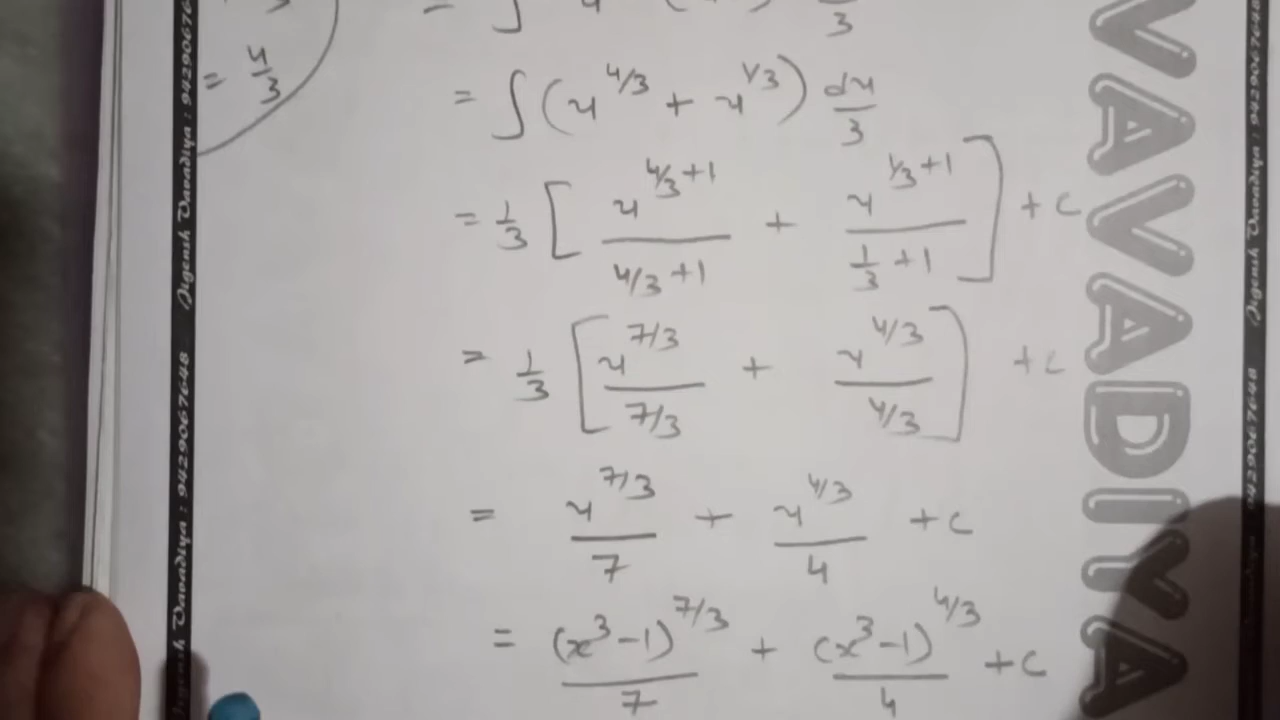 = 4/3
= ∫ (u^{4/3} + u^{1/3}) du/3
= 1/3 [ u^{4/3+1}/(4/3+1) + u^{1/3+1}/(1/3+1) ] + c
= 1/3 [ u^{7/3}/(7/3) + u^{4/3}/(4/3) ] + c
= u^{7/3}/7 + u^{4/3}/4 + c
= (x^3-1)^{7/3}/7 + (x^3-1)^{4/3}/4 + c
VAVADIYA
Jigensh Vavadiya : 9429067648